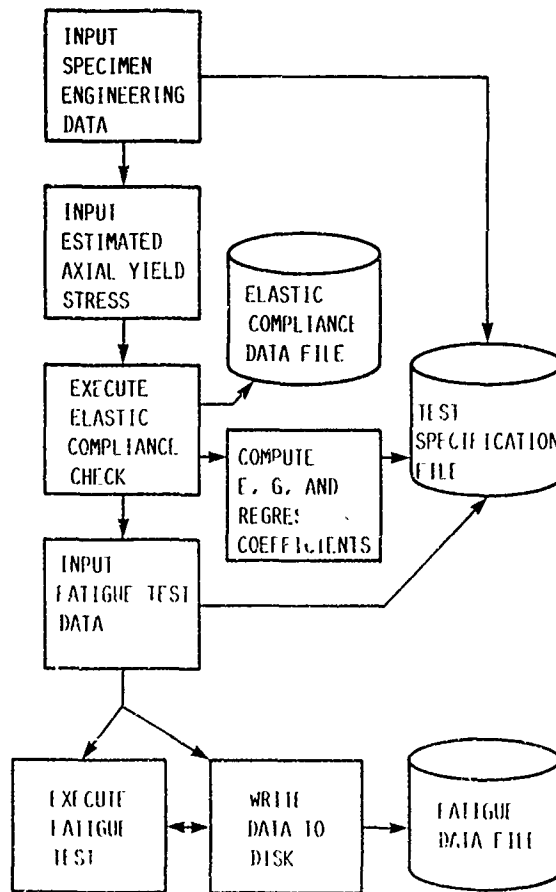 INPUT
SPECIMEN
ENGINEERING
DATA
INPUT
ESTIMATED
AXIAL YIELD
STRESS
ELASTIC
COMPLIANCE
DATA FILE
EXECUTE
ELASTIC
COMPLIANCE
CHECK
TEST
SPECIFICATION
FILE
COMPUTE
E, G, AND
COEFFICIENTS
INPUT
FATIGUE TEST
DATA
EXECUTE
FATIGUE
TEST
WRITE
DATA TO
DISK
FATIGUE
DATA FILE